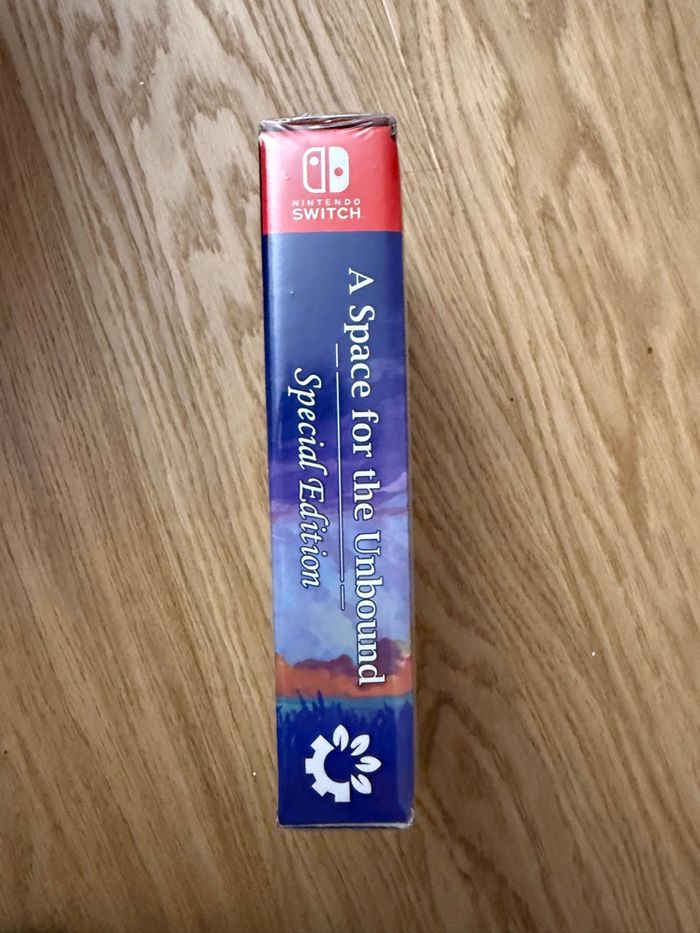 NINTENDO
SWITCH
A Space for the Unbound
Special Edition